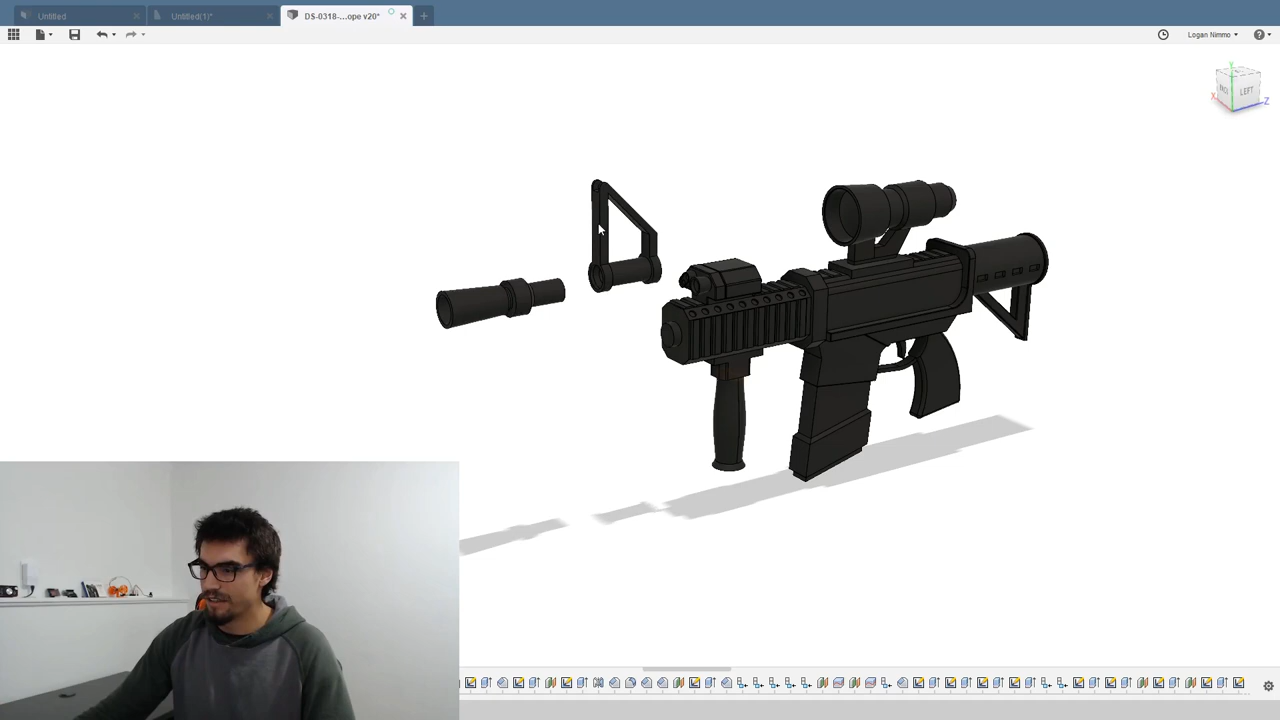 Untitled
Untitled(1)*
DS-0318-...ope v20*
Logan Nimmo
Y
LEFT
X
Z